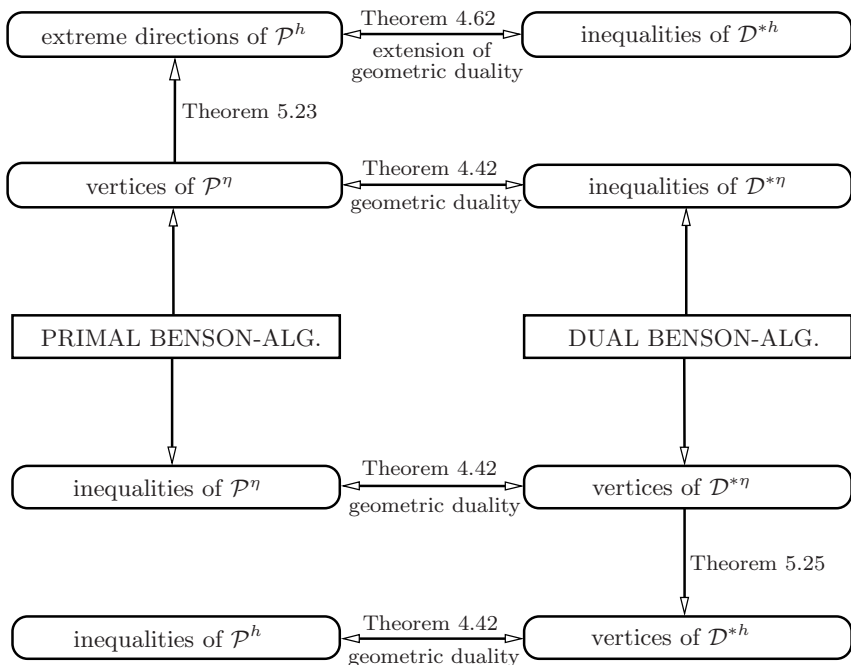 Theorem 4.62
extreme directions of 𝒫ʰ
inequalities of 𝒟*ʰ
extension of
geometric duality
Theorem 5.23
Theorem 4.42
vertices of 𝒫^η
inequalities of 𝒟*^η
geometric duality
PRIMAL BENSON-ALG.
DUAL BENSON-ALG.
Theorem 4.42
inequalities of 𝒫^η
vertices of 𝒟*^η
geometric duality
Theorem 5.25
Theorem 4.42
inequalities of 𝒫ʰ
vertices of 𝒟*ʰ
geometric duality